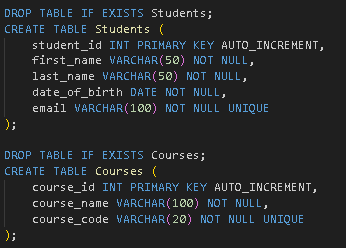 DROP TABLE IF EXISTS Students;
CREATE TABLE Students (
    student_id INT PRIMARY KEY AUTO_INCREMENT,
    first_name VARCHAR(50) NOT NULL,
    last_name VARCHAR(50) NOT NULL,
    date_of_birth DATE NOT NULL,
    email VARCHAR(100) NOT NULL UNIQUE
);

DROP TABLE IF EXISTS Courses;
CREATE TABLE Courses (
    course_id INT PRIMARY KEY AUTO_INCREMENT,
    course_name VARCHAR(100) NOT NULL,
    course_code VARCHAR(20) NOT NULL UNIQUE
);